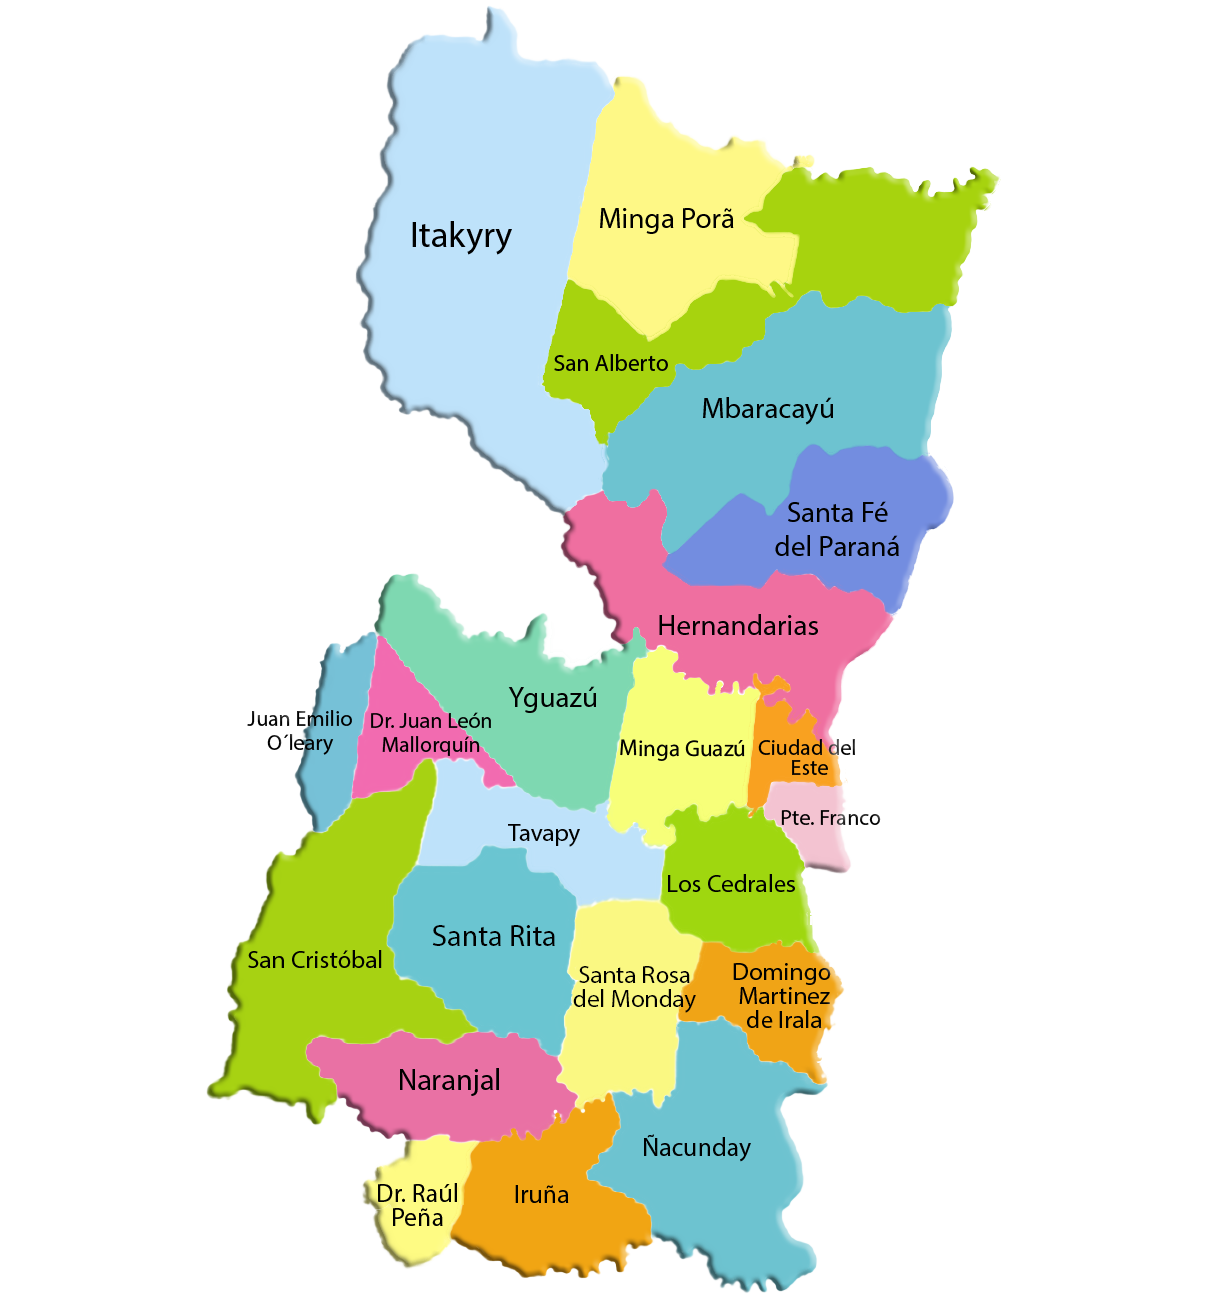 Itakyry
Minga Porã
San Alberto
Mbaracayú
Santa Fé
del Paraná
Hernandarias
Yguazú
Juan Emilio
O´leary
Dr. Juan León
Mallorquín
Minga Guazú
Ciudad del
Este
Pte. Franco
Tavapy
Los Cedrales
Santa Rita
San Cristóbal
Santa Rosa
del Monday
Domingo
Martinez
de Irala
Naranjal
Ñacunday
Dr. Raúl
Peña
Iruña